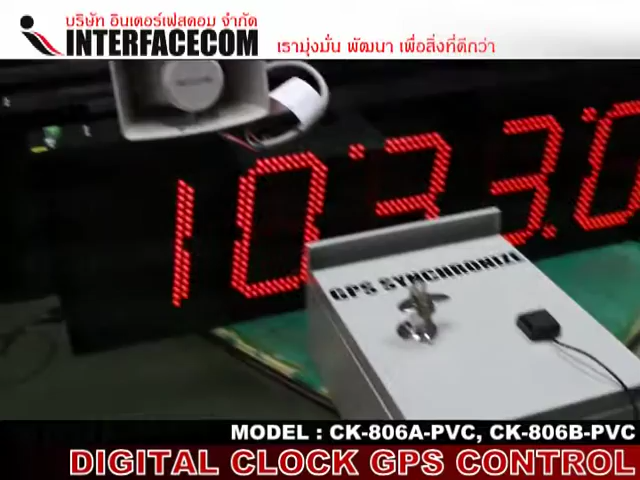 บริษัท อินเตอร์เฟสคอม จำกัด
INTERFACECOM
เรามุ่งมั่น พัฒนา เพื่อสิ่งที่ดีกว่า
GPS SYNCHRONIZE
MODEL : CK-806A-PVC, CK-806B-PVC
DIGITAL CLOCK GPS CONTROL